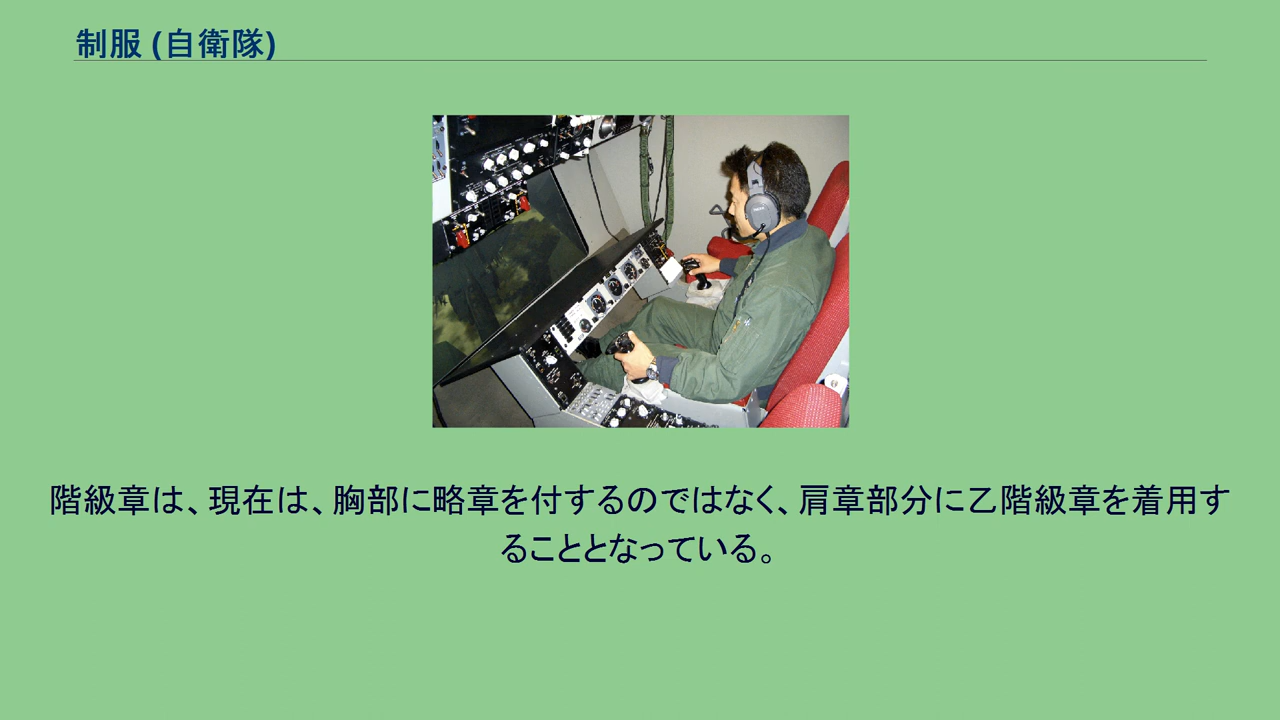 制服 (自衛隊)
階級章は、現在は、胸部に略章を付するのではなく、肩章部分に乙階級章を着用す
ることとなっている。